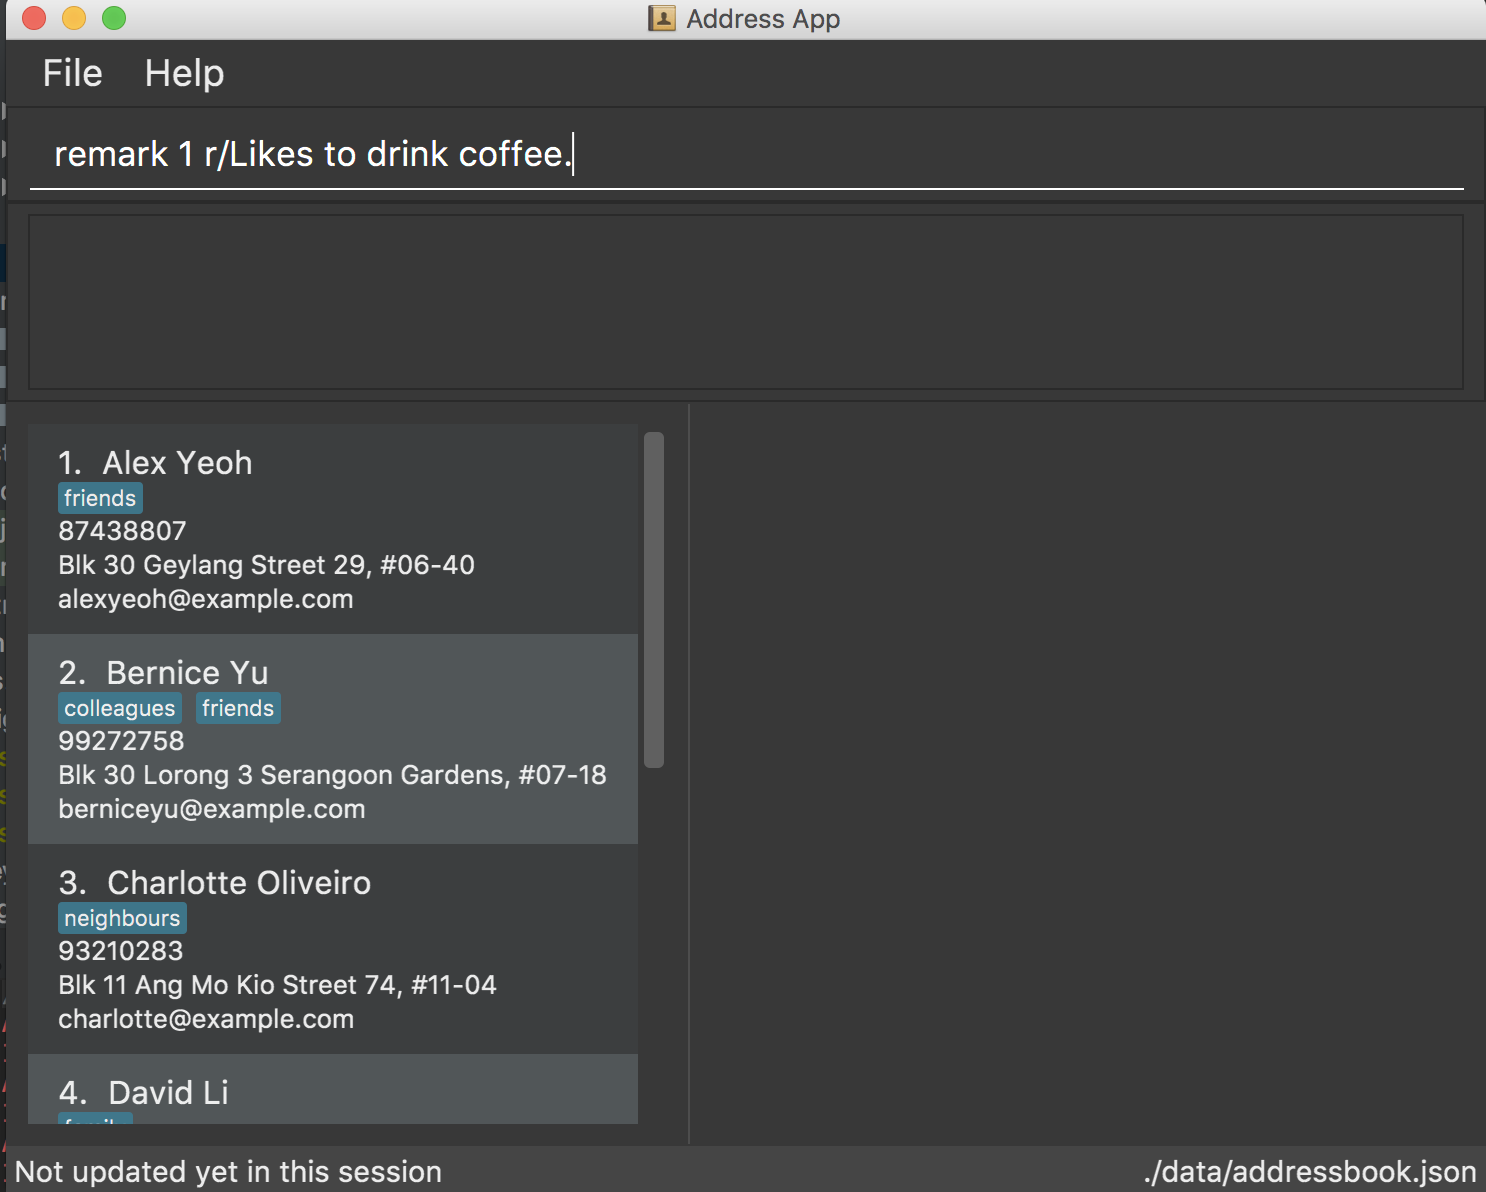 Address App
File Help
remark 1 r/Likes to drink coffee.
1. Alex Yeoh
friends
87438807
Blk 30 Geylang Street 29, #06-40
alexyeoh@example.com
2. Bernice Yu
colleagues friends
99272758
Blk 30 Lorong 3 Serangoon Gardens, #07-18
berniceyu@example.com
3. Charlotte Oliveiro
neighbours
93210283
Blk 11 Ang Mo Kio Street 74, #11-04
charlotte@example.com
4. David Li
Not updated yet in this session
./data/addressbook.json